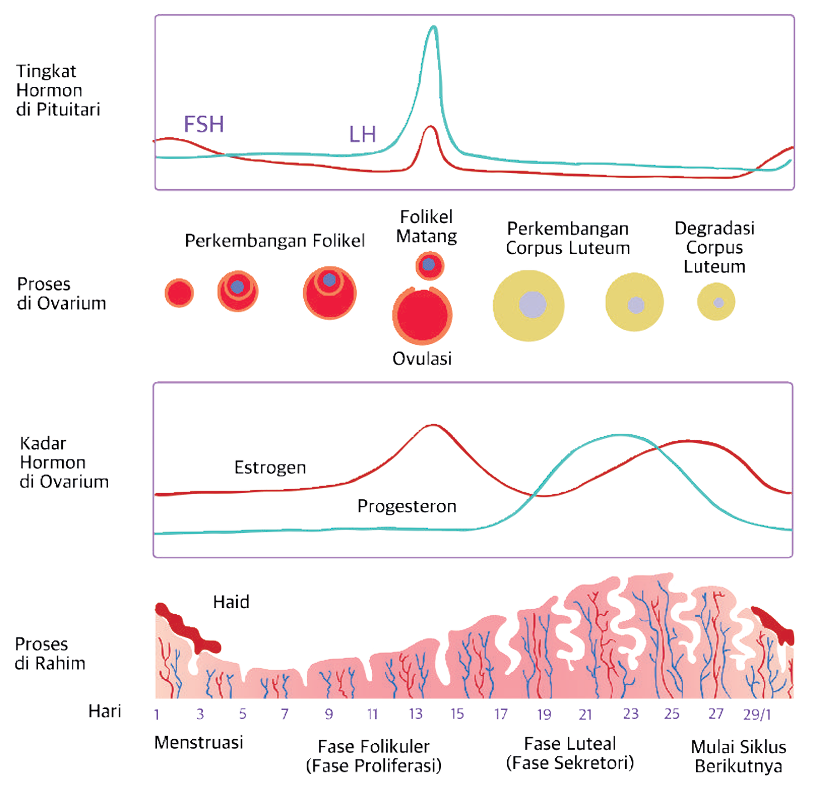 Tingkat
Hormon
di Pituitari
FSH
LH
Proses
di Ovarium
Perkembangan Folikel
Folikel
Matang
Ovulasi
Perkembangan
Corpus Luteum
Degradasi
Corpus
Luteum
Kadar
Hormon
di Ovarium
Estrogen
Progesteron
Proses
di Rahim
Haid
Hari
1 3 5 7 9 11 13 15 17 19 21 23 25 27 29/1
Menstruasi
Fase Folikuler
(Fase Proliferasi)
Fase Luteal
(Fase Sekretori)
Mulai Siklus
Berikutnya